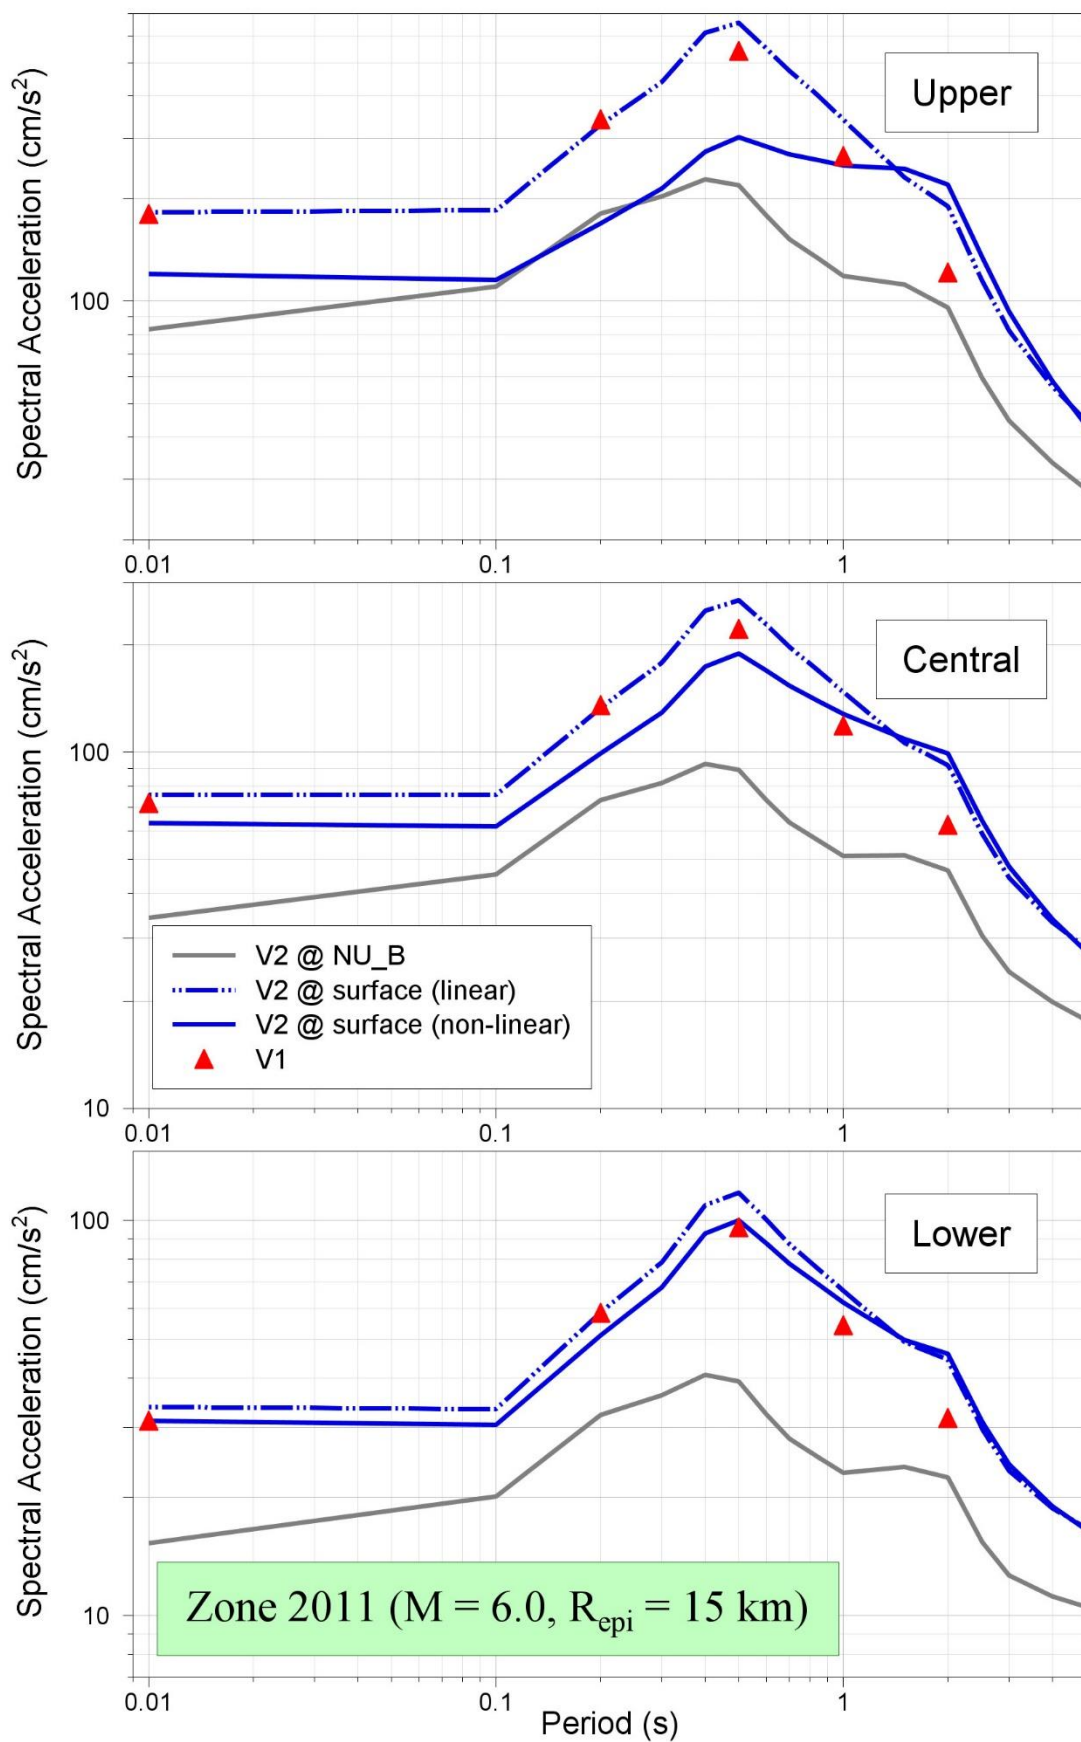 Spectral Acceleration (cm/s²)
Upper
100
0.01 0.1 1
Spectral Acceleration (cm/s²)
Central
100
V2 @ NU_B
V2 @ surface (linear)
V2 @ surface (non-linear)
V1
10
0.01 0.1 1
Spectral Acceleration (cm/s²)
100
Lower
10
Zone 2011 (M = 6.0, Repi = 15 km)
0.01 0.1 1
Period (s)